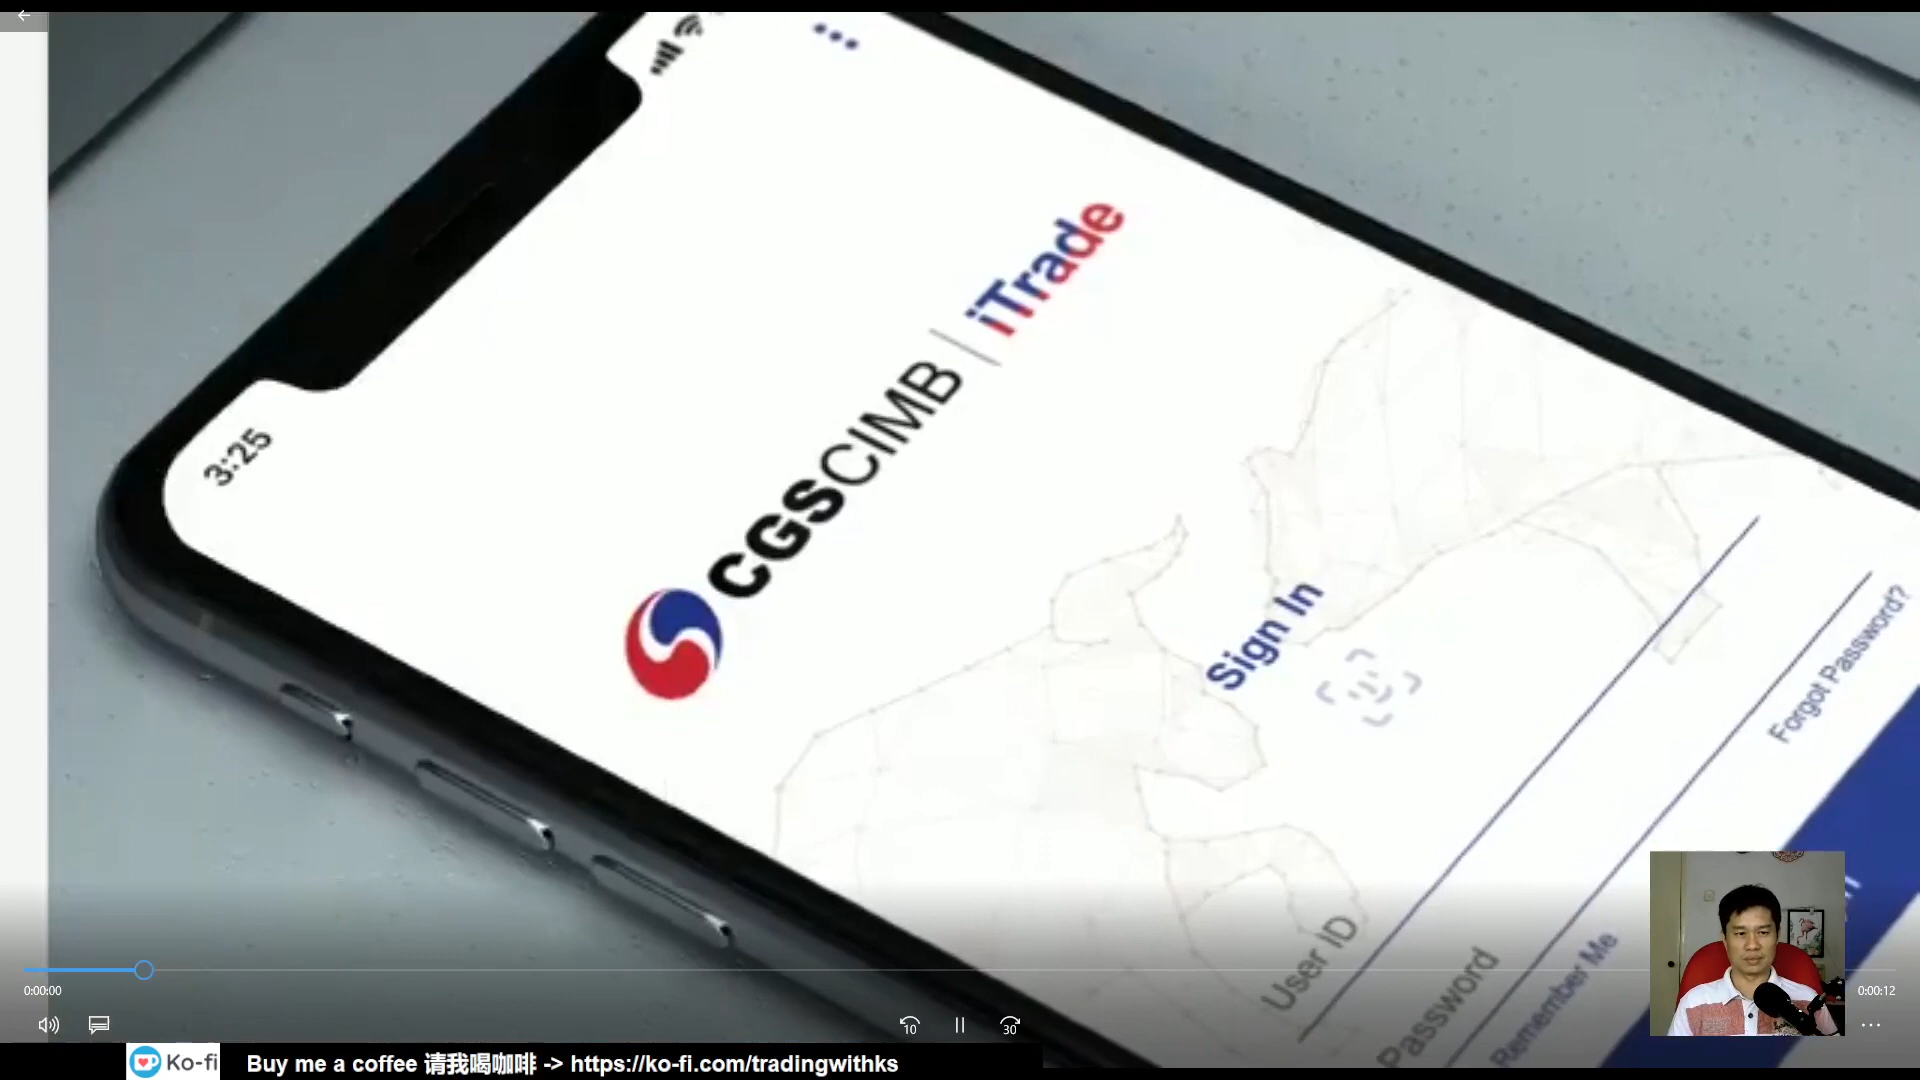 3:25
CGSCIMB | iTrade
Sign In
User ID
Password
Remember Me
Forgot Password?
0:00:00
0:00:12
10
30
Ko-fi
Buy me a coffee 请我喝咖啡 -> https://ko-fi.com/tradingwithks